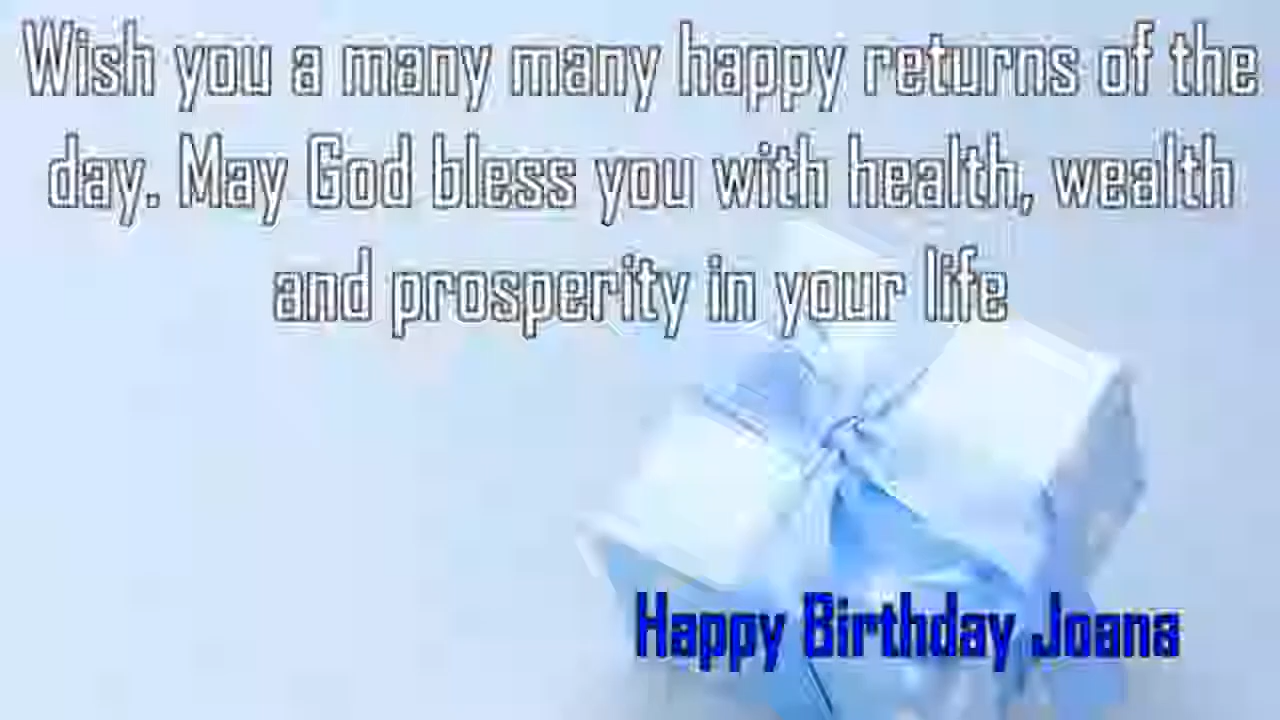 Wish you a many many happy returns of the
day. May God bless you with health, wealth
and prosperity in your life
Happy Birthday Joana